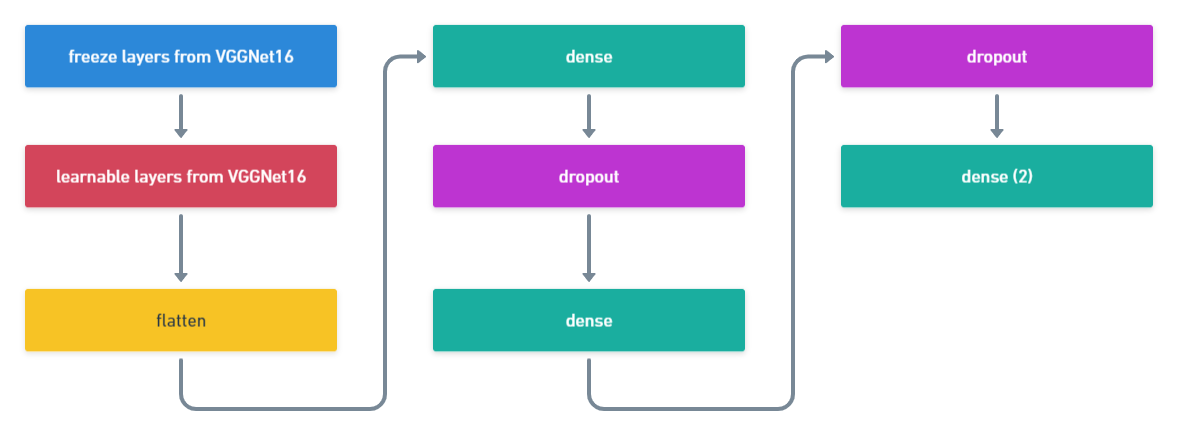 freeze layers from VGGNet16
learnable layers from VGGNet16
flatten
dense
dropout
dense
dropout
dense (2)